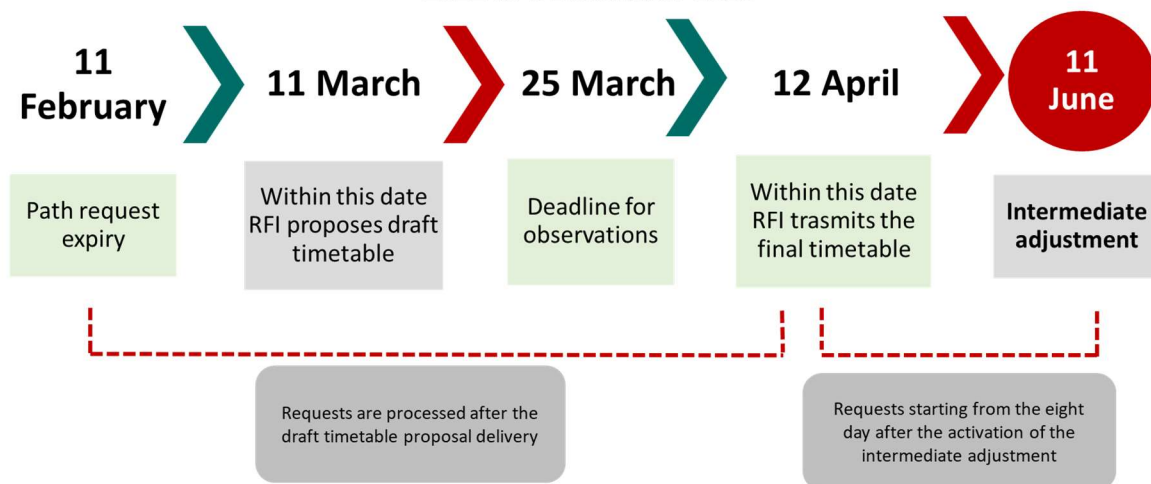 11
February
11 March
25 March
12 April
11
June
Path request
expiry
Within this date
RFI proposes draft
timetable
Deadline for
observations
Within this date
RFI trasmits the
final timetable
Intermediate
adjustment
Requests are processed after the
draft timetable proposal delivery
Requests starting from the eight
day after the activation of the
intermediate adjustment